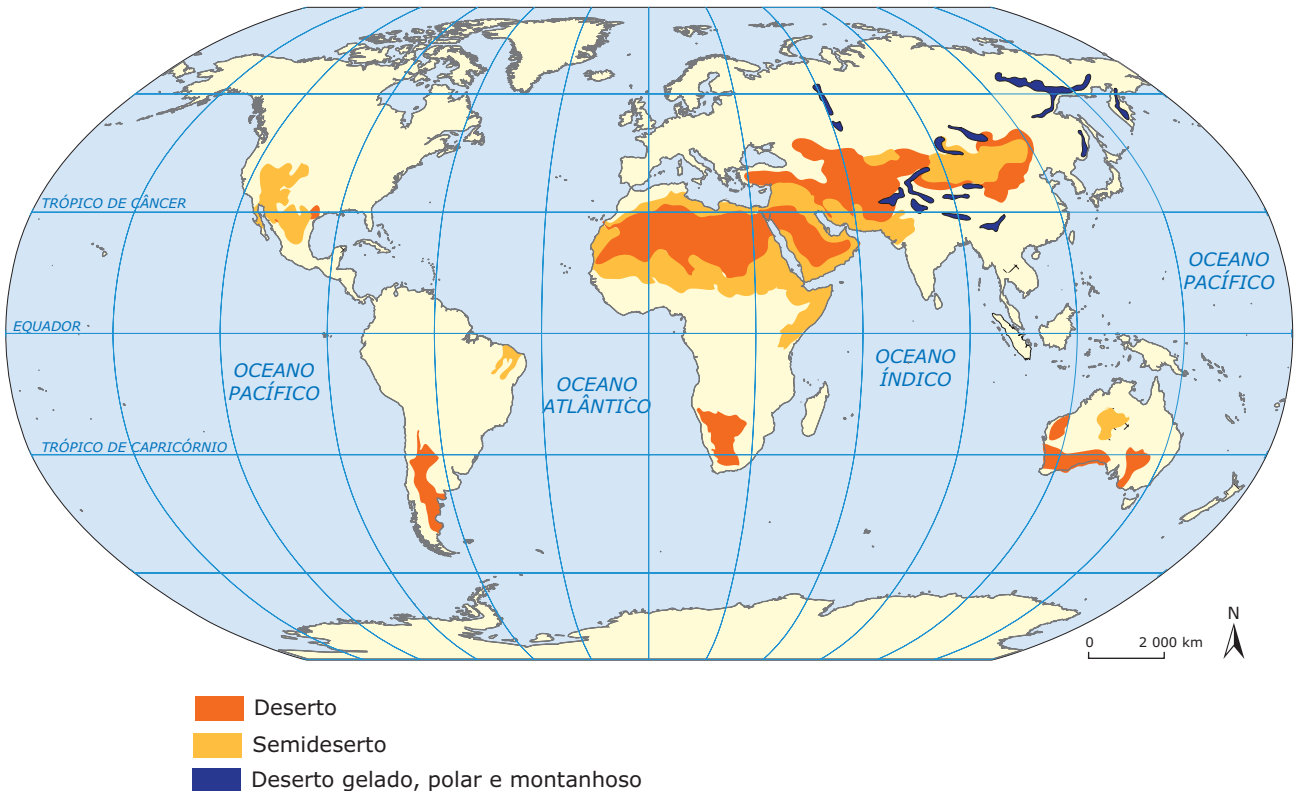 TRÓPICO DE CÂNCER
OCEANO
PACÍFICO
EQUADOR
OCEANO
PACÍFICO
OCEANO
ATLÂNTICO
OCEANO
ÍNDICO
TRÓPICO DE CAPRICÓRNIO
N
0 2 000 km
Deserto
Semideserto
Deserto gelado, polar e montanhoso